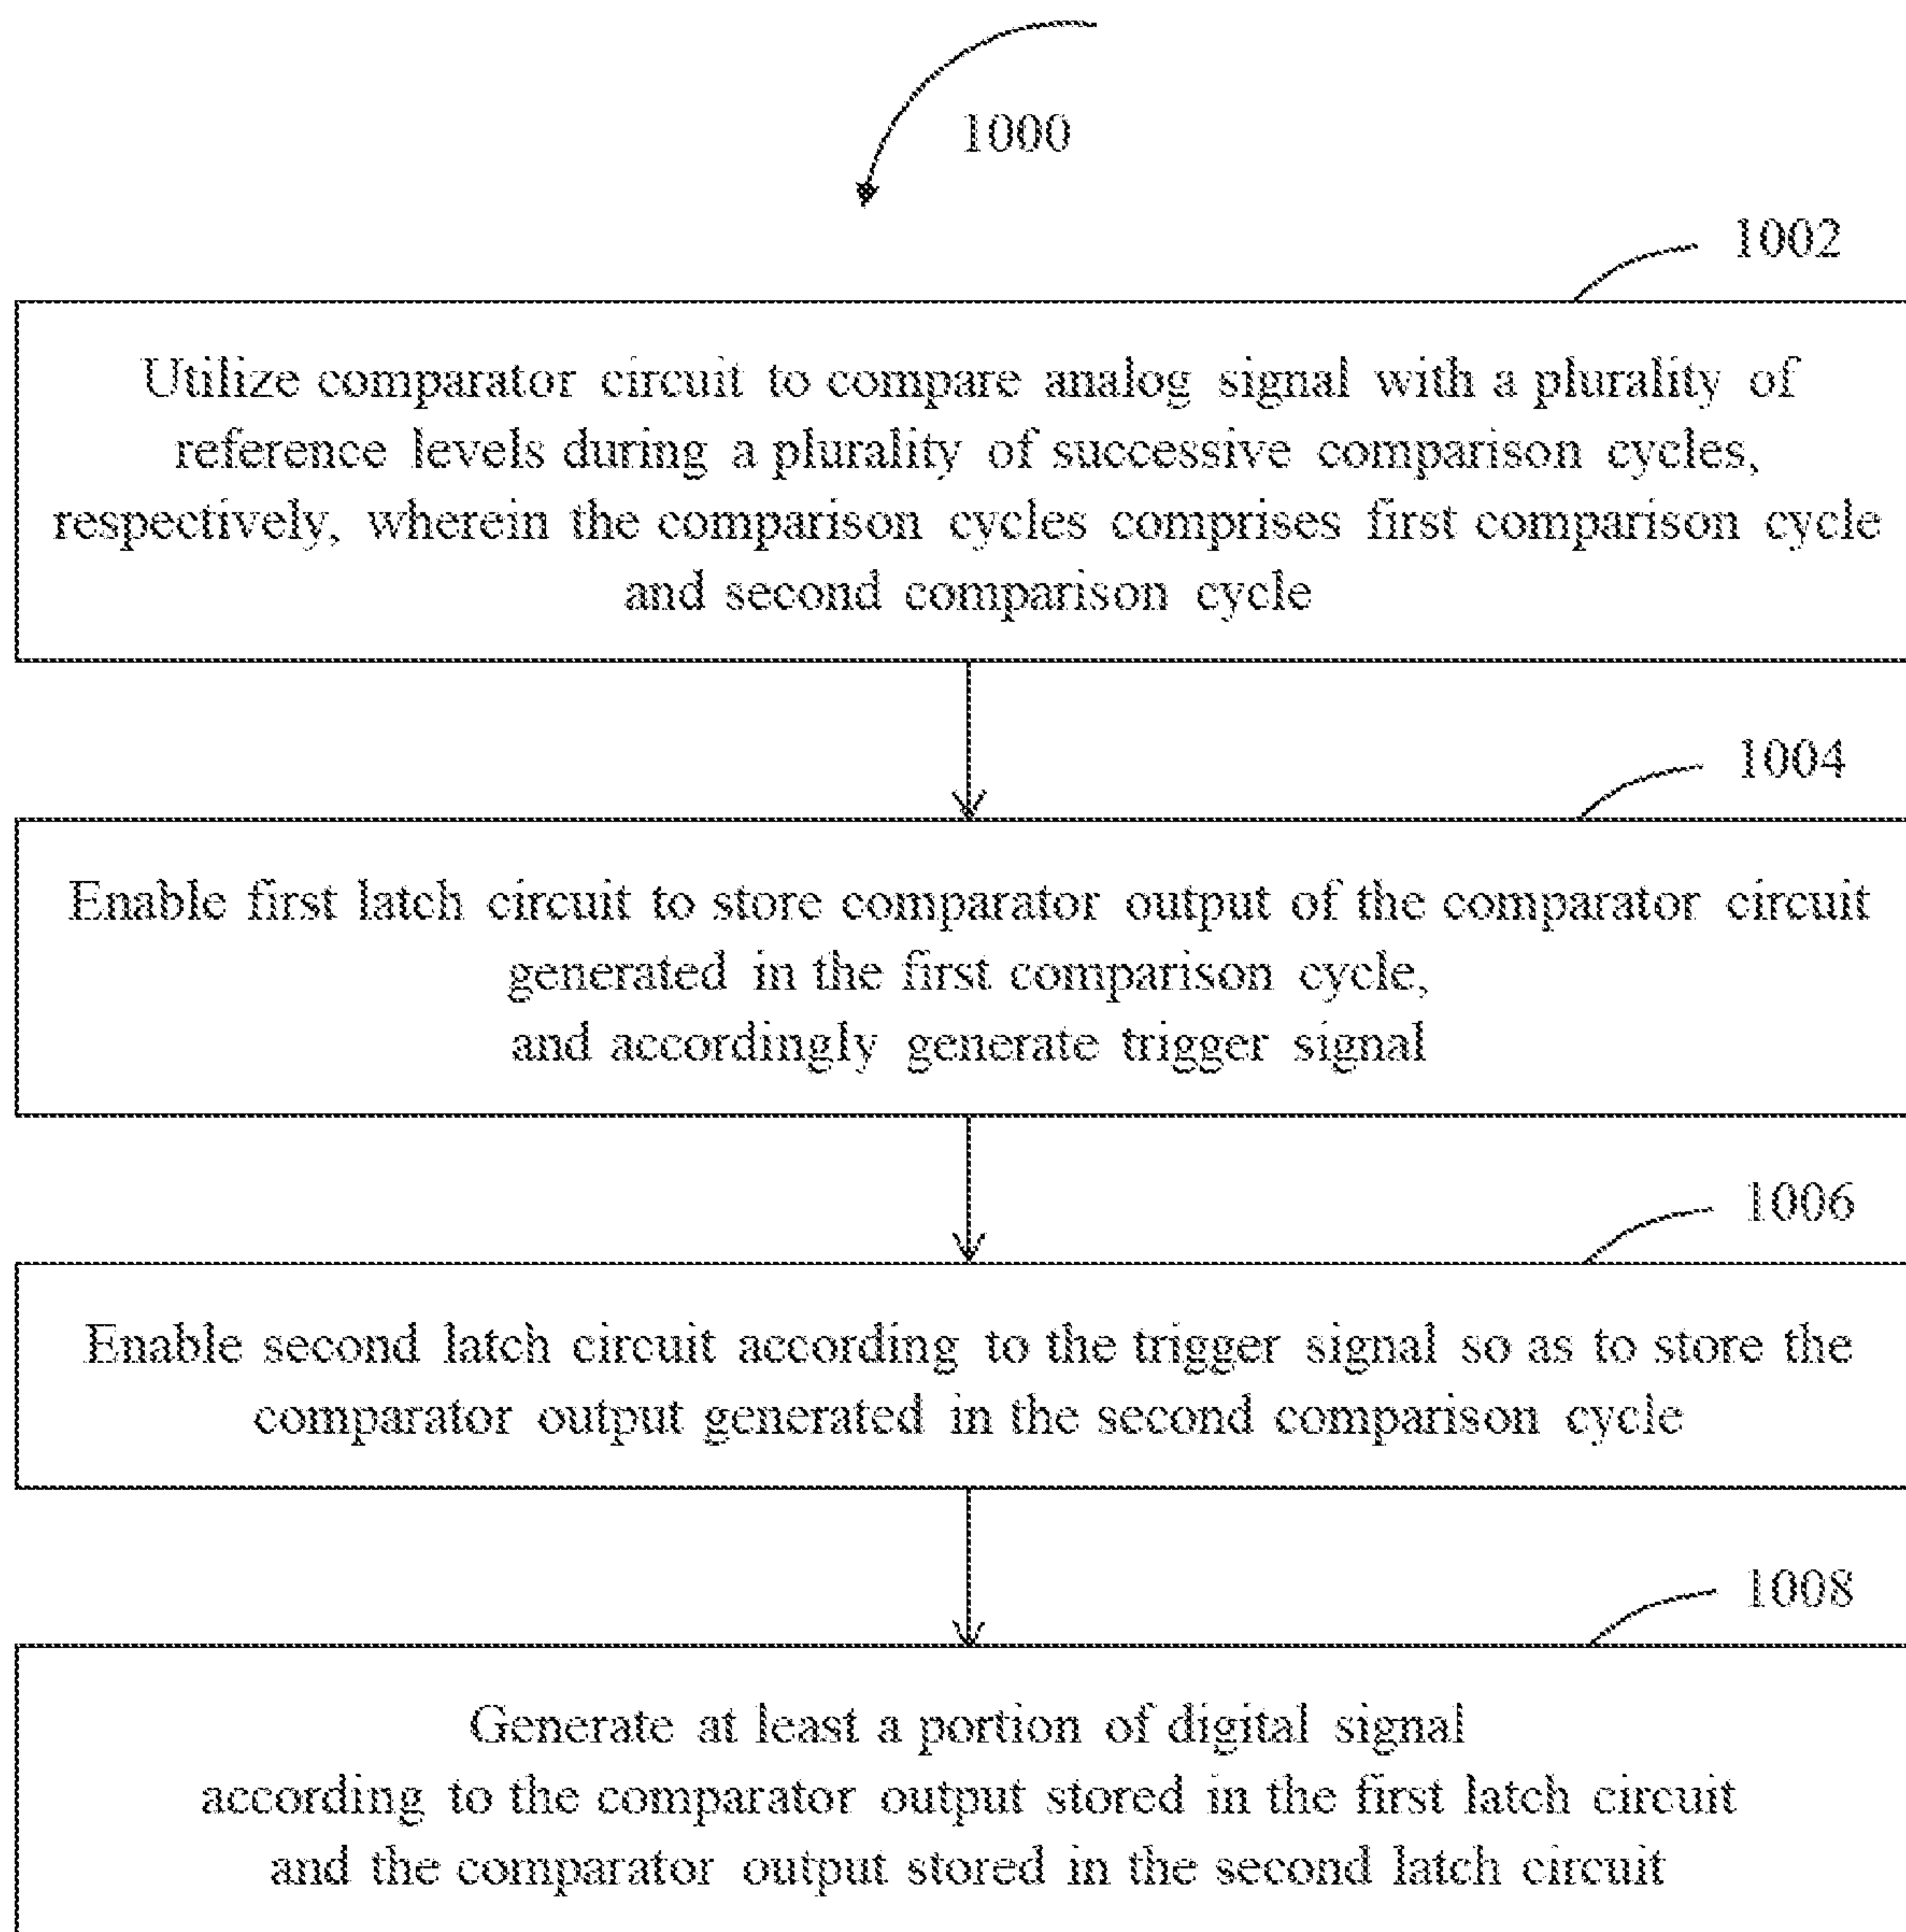 1000
1002
Utilize comparator circuit to compare analog signal with a plurality of
reference levels during a plurality of successive comparison cycles,
respectively, wherein the comparison cycles comprises first comparison cycle
and second comparison cycle
1004
Enable first latch circuit to store comparator output of the comparator circuit
generated in the first comparison cycle,
and accordingly generate trigger signal
1006
Enable second latch circuit according to the trigger signal so as to store the
comparator output generated in the second comparison cycle
1008
Generate at least a portion of digital signal
according to the comparator output stored in the first latch circuit
and the comparator output stored in the second latch circuit